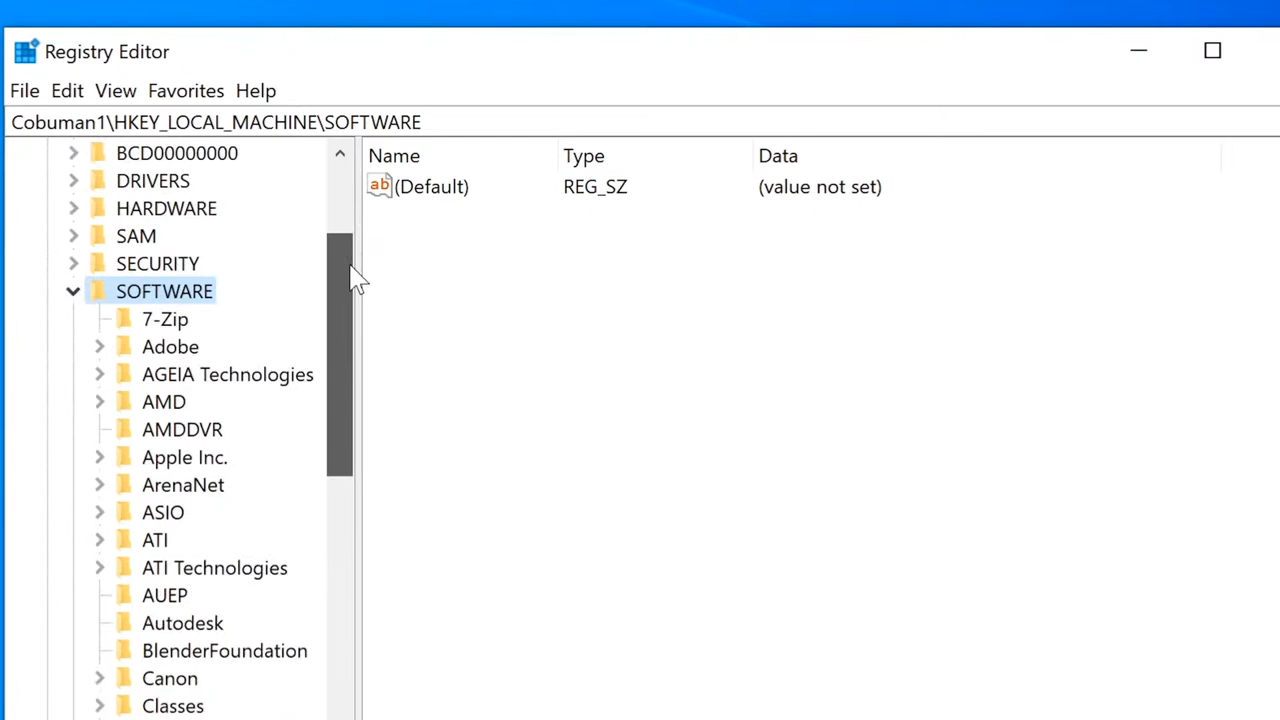 Registry Editor
File Edit View Favorites Help
Cobuman1\HKEY_LOCAL_MACHINE\SOFTWARE
BCD00000000
DRIVERS
HARDWARE
SAM
SECURITY
SOFTWARE
7-Zip
Adobe
AGEIA Technologies
AMD
AMDDVR
Apple Inc.
ArenaNet
ASIO
ATI
ATI Technologies
AUEP
Autodesk
BlenderFoundation
Canon
Classes
Name Type Data
ab (Default) REG_SZ (value not set)